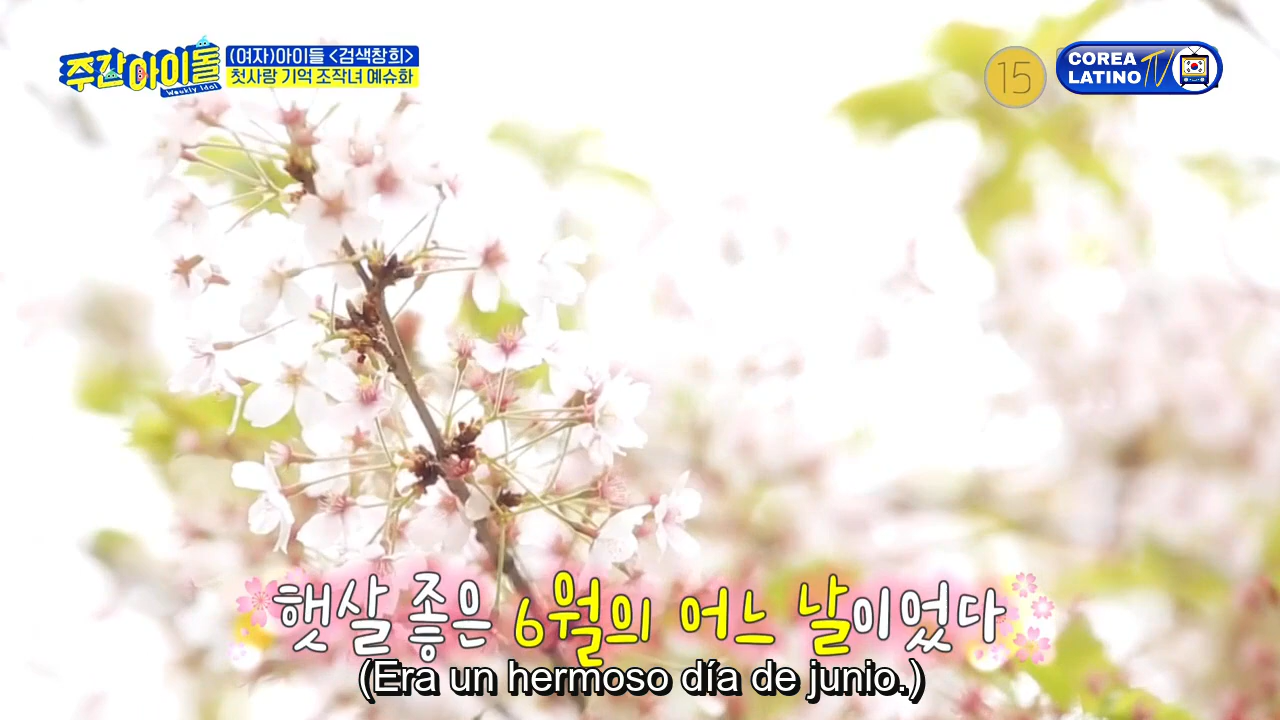 주간아이돌
Weekly Idol
(여자)아이들 <검색창희>
첫사랑 기억 조작녀 예슈화
15
COREA
LATINO TV
햇살 좋은 6월의 어느 날이었다
(Era un hermoso día de junio.)